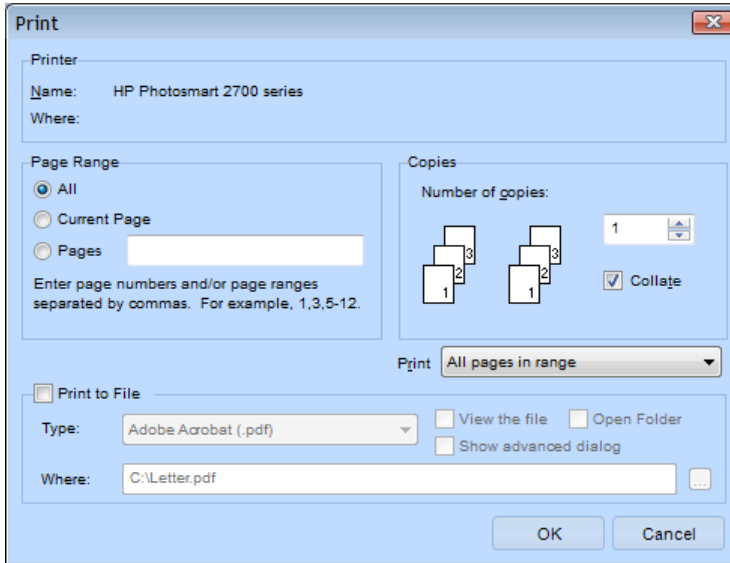 Print
Printer
Name: HP Photosmart 2700 series
Where:
Page Range
All
Current Page
Pages
Enter page numbers and/or page ranges
separated by commas. For example, 1,3,5-12.
Copies
Number of copies:
1
3 3
2 2
1 1
Collate
Print All pages in range
Print to File
Type: Adobe Acrobat (.pdf)
View the file Open Folder
Show advanced dialog
Where: C:\Letter.pdf ...
OK Cancel